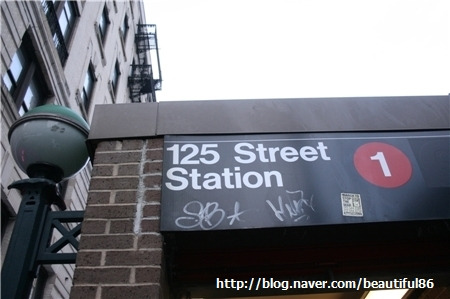 125 Street
Station
1
http://blog.naver.com/beautiful86